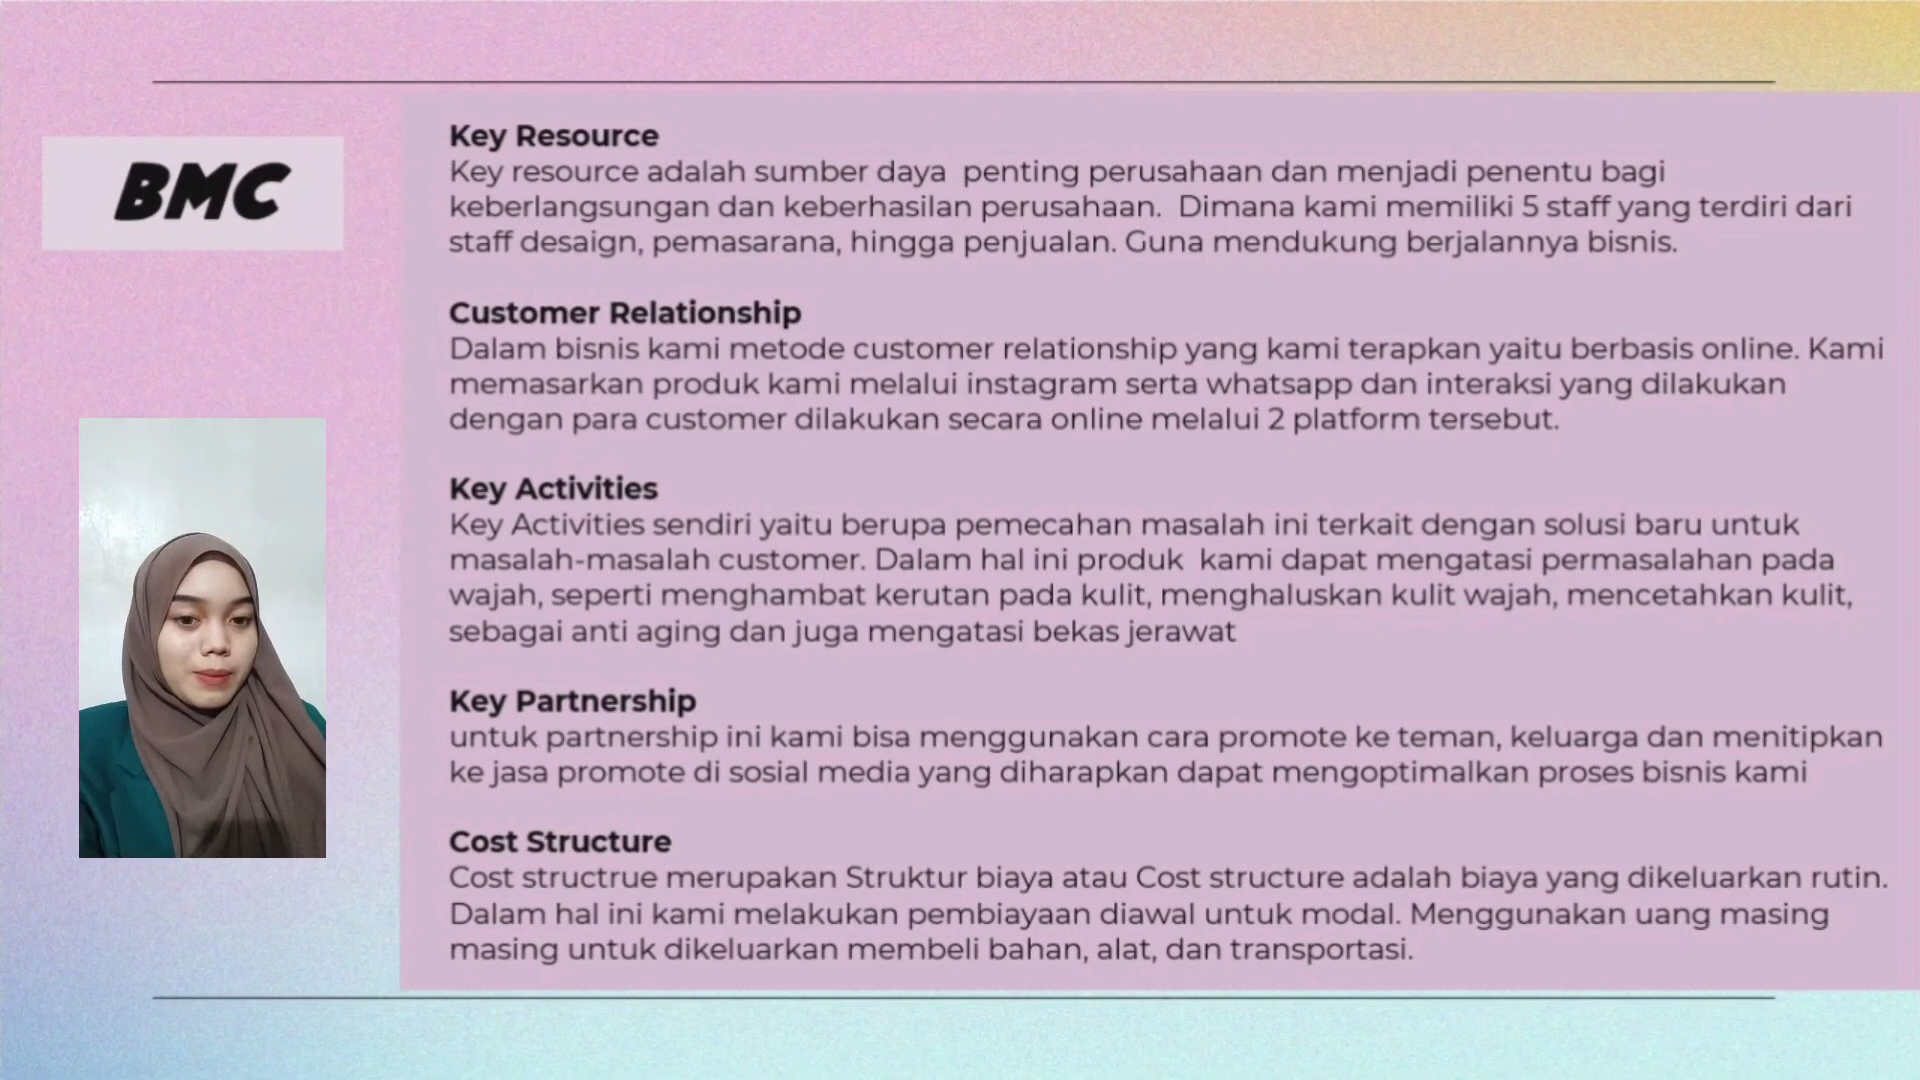 BMC
Key Resource
Key resource adalah sumber daya  penting perusahaan dan menjadi penentu bagi
keberlangsungan dan keberhasilan perusahaan.  Dimana kami memiliki 5 staff yang terdiri dari
staff desaign, pemasarana, hingga penjualan. Guna mendukung berjalannya bisnis.
Customer Relationship
Dalam bisnis kami metode customer relationship yang kami terapkan yaitu berbasis online. Kami
memasarkan produk kami melalui instagram serta whatsapp dan interaksi yang dilakukan
dengan para customer dilakukan secara online melalui 2 platform tersebut.
Key Activities
Key Activities sendiri yaitu berupa pemecahan masalah ini terkait dengan solusi baru untuk
masalah-masalah customer. Dalam hal ini produk  kami dapat mengatasi permasalahan pada
wajah, seperti menghambat kerutan pada kulit, menghaluskan kulit wajah, mencetahkan kulit,
sebagai anti aging dan juga mengatasi bekas jerawat
Key Partnership
untuk partnership ini kami bisa menggunakan cara promote ke teman, keluarga dan menitipkan
ke jasa promote di sosial media yang diharapkan dapat mengoptimalkan proses bisnis kami
Cost Structure
Cost structrue merupakan Struktur biaya atau Cost structure adalah biaya yang dikeluarkan rutin.
Dalam hal ini kami melakukan pembiayaan diawal untuk modal. Menggunakan uang masing
masing untuk dikeluarkan membeli bahan, alat, dan transportasi.